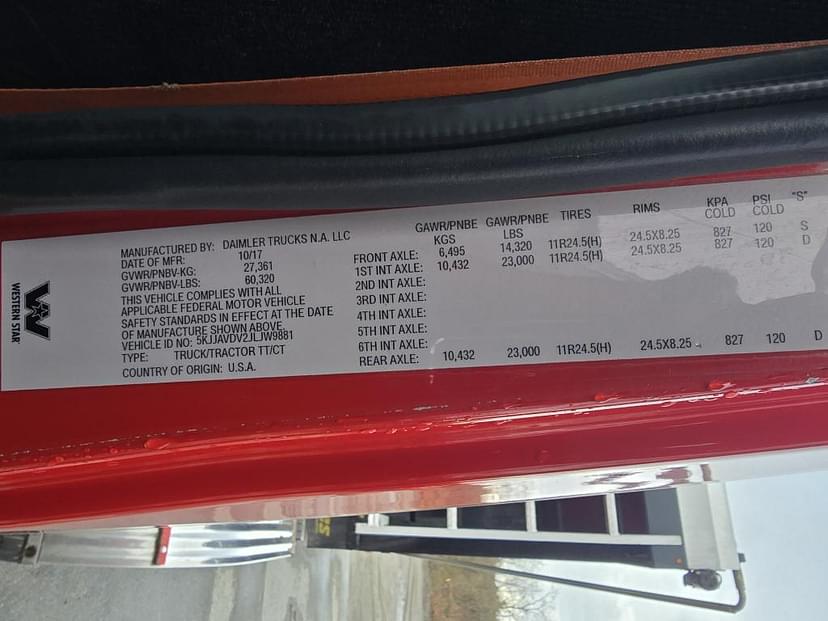 WESTERN STAR
MANUFACTURED BY: DAIMLER TRUCKS N.A. LLC
DATE OF MFR: 10/17
GVWR/PNBV-KG: 27,361
GVWR/PNBV-LBS: 60,320
THIS VEHICLE COMPLIES WITH ALL
APPLICABLE FEDERAL MOTOR VEHICLE
SAFETY STANDARDS IN EFFECT AT THE DATE
OF MANUFACTURE SHOWN ABOVE.
VEHICLE ID NO: 5KJJAVDV2JLJW9881
TYPE: TRUCK/TRACTOR TT/CT
COUNTRY OF ORIGIN: U.S.A.
GAWR/PNBE GAWR/PNBE TIRES RIMS KPA PSI "S"
KGS LBS COLD COLD
FRONT AXLE: 6,495 14,320 11R24.5(H) 24.5X8.25 827 120 S
1ST INT AXLE: 10,432 23,000 11R24.5(H) 24.5X8.25 827 120 D
2ND INT AXLE:
3RD INT AXLE:
4TH INT AXLE:
5TH INT AXLE:
6TH INT AXLE:
REAR AXLE: 10,432 23,000 11R24.5(H) 24.5X8.25 827 120 D